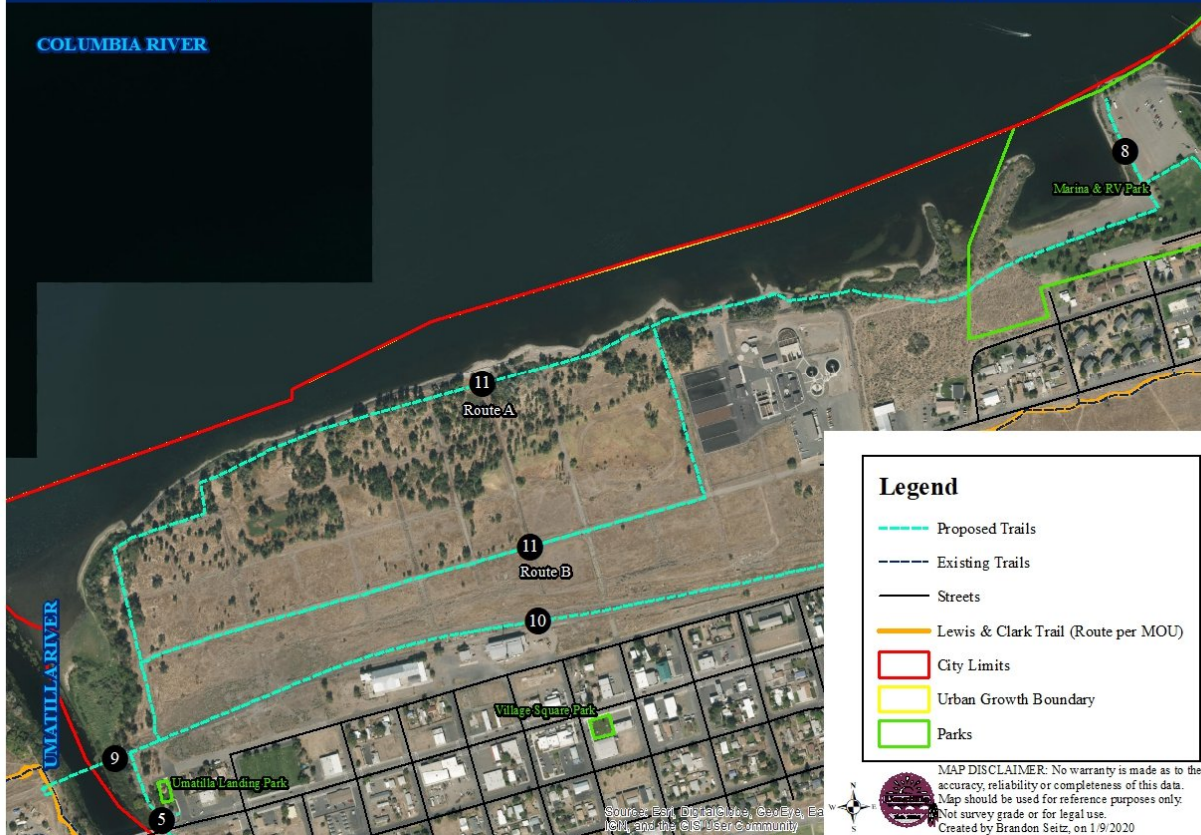 COLUMBIA RIVER
8
Marina & RV Park
11
Route A
11
Route B
10
Village Square Park
UMATILLA RIVER
9
Umatilla Landing Park
5
Legend
Proposed Trails
Existing Trails
Streets
Lewis & Clark Trail (Route per MOU)
City Limits
Urban Growth Boundary
Parks
Source: Esri, DigitalGlobe, GeoEye, Ea
IGN, and the GIS User Community
N
W E
S
MAP DISCLAIMER: No warranty is made as to the
accuracy, reliability or completeness of this data.
Map should be used for reference purposes only.
Not survey grade or for legal use.
Created by Brandon Seitz, on 1/9/2020